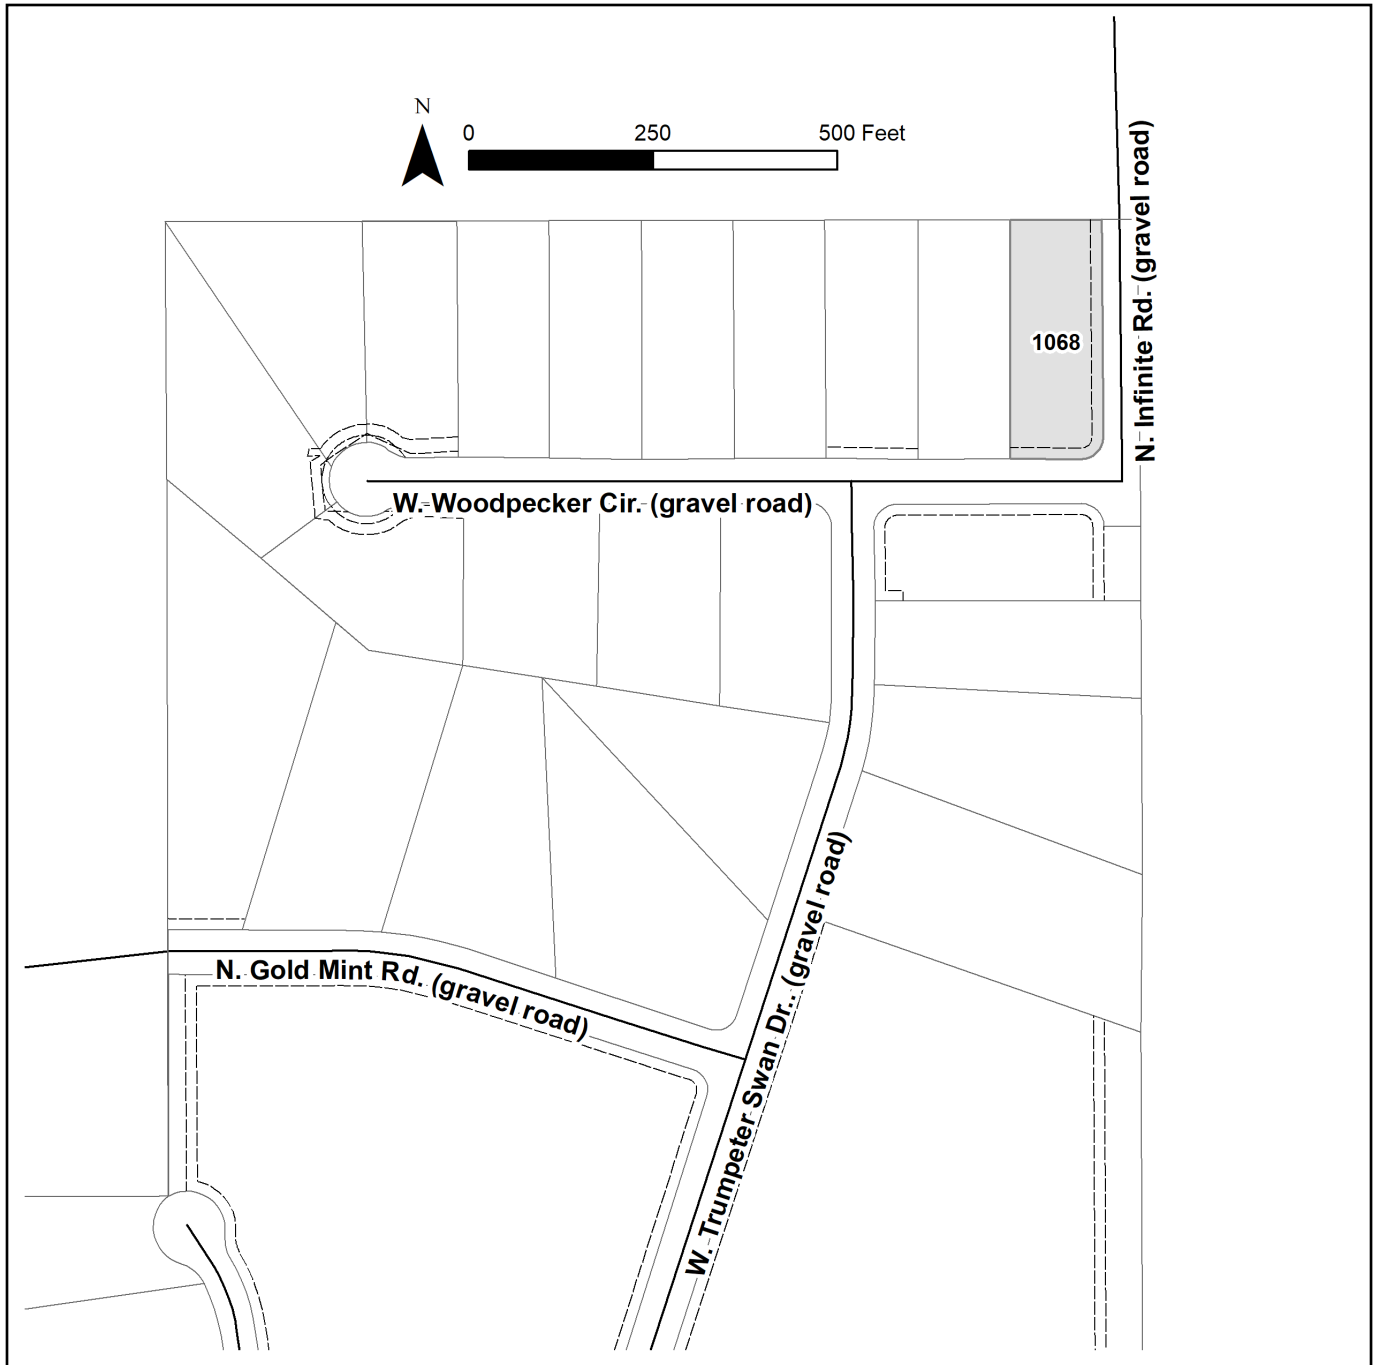 N
0 250 500 Feet
N. Infinite Rd. (gravel road)
1068
W. Woodpecker Cir. (gravel road)
W. Trumpeter Swan Dr.. (gravel road)
N. Gold Mint Rd. (gravel road)